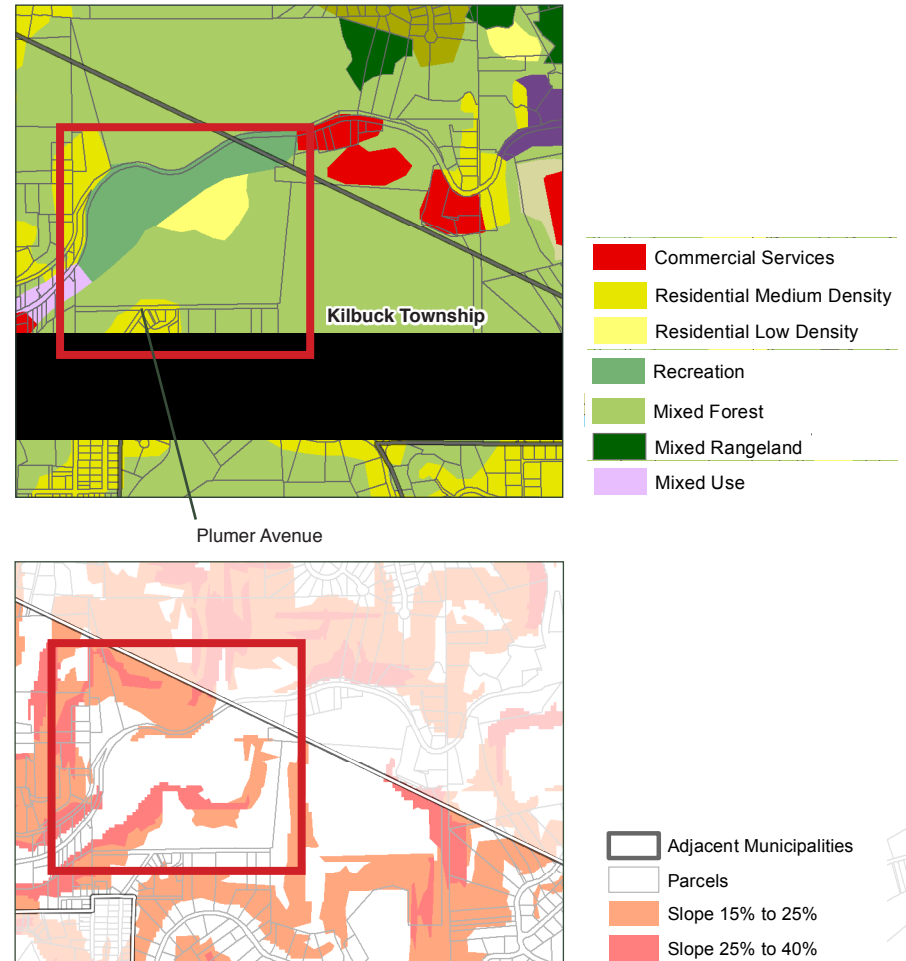 Kilbuck Township
Commercial Services
Residential Medium Density
Residential Low Density
Recreation
Mixed Forest
Mixed Rangeland
Mixed Use
Plumer Avenue
Adjacent Municipalities
Parcels
Slope 15% to 25%
Slope 25% to 40%